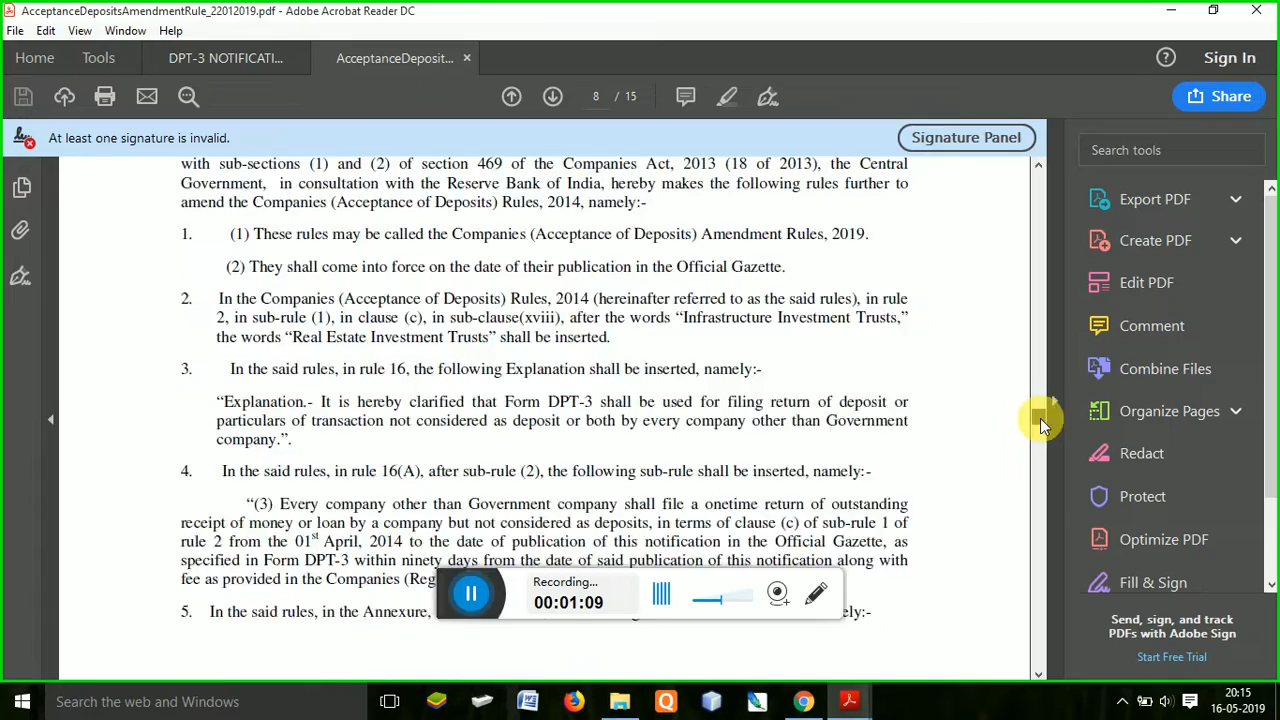 AcceptanceDepositsAmendmentRule_22012019.pdf - Adobe Acrobat Reader DC
File Edit View Window Help
Home Tools DPT-3 NOTIFICATI... AcceptanceDeposit... × Sign In
8 / 15 Share
At least one signature is invalid. Signature Panel
with sub-sections (1) and (2) of section 469 of the Companies Act, 2013 (18 of 2013), the Central
Government, in consultation with the Reserve Bank of India, hereby makes the following rules further to
amend the Companies (Acceptance of Deposits) Rules, 2014, namely:-
1. (1) These rules may be called the Companies (Acceptance of Deposits) Amendment Rules, 2019.
(2) They shall come into force on the date of their publication in the Official Gazette.
2. In the Companies (Acceptance of Deposits) Rules, 2014 (hereinafter referred to as the said rules), in rule
2, in sub-rule (1), in clause (c), in sub-clause(xviii), after the words “Infrastructure Investment Trusts,”
the words “Real Estate Investment Trusts” shall be inserted.
3. In the said rules, in rule 16, the following Explanation shall be inserted, namely:-
“Explanation.- It is hereby clarified that Form DPT-3 shall be used for filing return of deposit or
particulars of transaction not considered as deposit or both by every company other than Government
company.”.
4. In the said rules, in rule 16(A), after sub-rule (2), the following sub-rule shall be inserted, namely:-
“(3) Every company other than Government company shall file a onetime return of outstanding
receipt of money or loan by a company but not considered as deposits, in terms of clause (c) of sub-rule 1 of
rule 2 from the 01st April, 2014 to the date of publication of this notification in the Official Gazette, as
specified in Form DPT-3 within ninety days from the date of said publication of this notification along with
fee as provided in the Companies (Reg
5. In the said rules, in the Annexure, ely:-
Recording...
00:01:09
Search tools
Export PDF
Create PDF
Edit PDF
Comment
Combine Files
Organize Pages
Redact
Protect
Optimize PDF
Fill & Sign
Send, sign, and track
PDFs with Adobe Sign
Start Free Trial
Search the web and Windows
20:15
16-05-2019